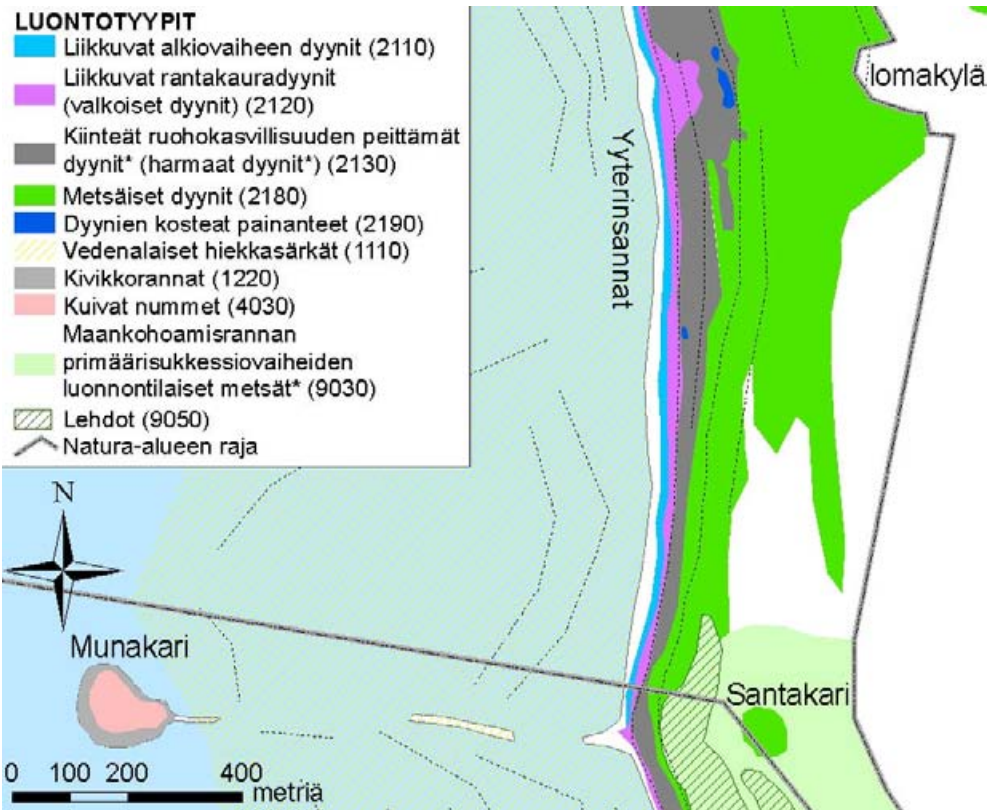 LUONTOTYYPIT
Liikkuvat alkiovaiheen dyynit (2110)
Liikkuvat rantakauradyynit
(valkoiset dyynit) (2120)
Kiinteät ruohokasvillisuuden peittämät
dyynit* (harmaat dyynit*) (2130)
Metsäiset dyynit (2180)
Dyynien kosteat painanteet (2190)
Vedenalaiset hiekkasärkät (1110)
Kivikkorannat (1220)
Kuivat nummet (4030)
Maankohoamisrannan
primäärisukkessiovaiheiden
luonnontilaiset metsät* (9030)
Lehdot (9050)
Natura-alueen raja
lomakylä
Yyterinsannat
N
Munakari
Santakari
0 100 200 400
metriä